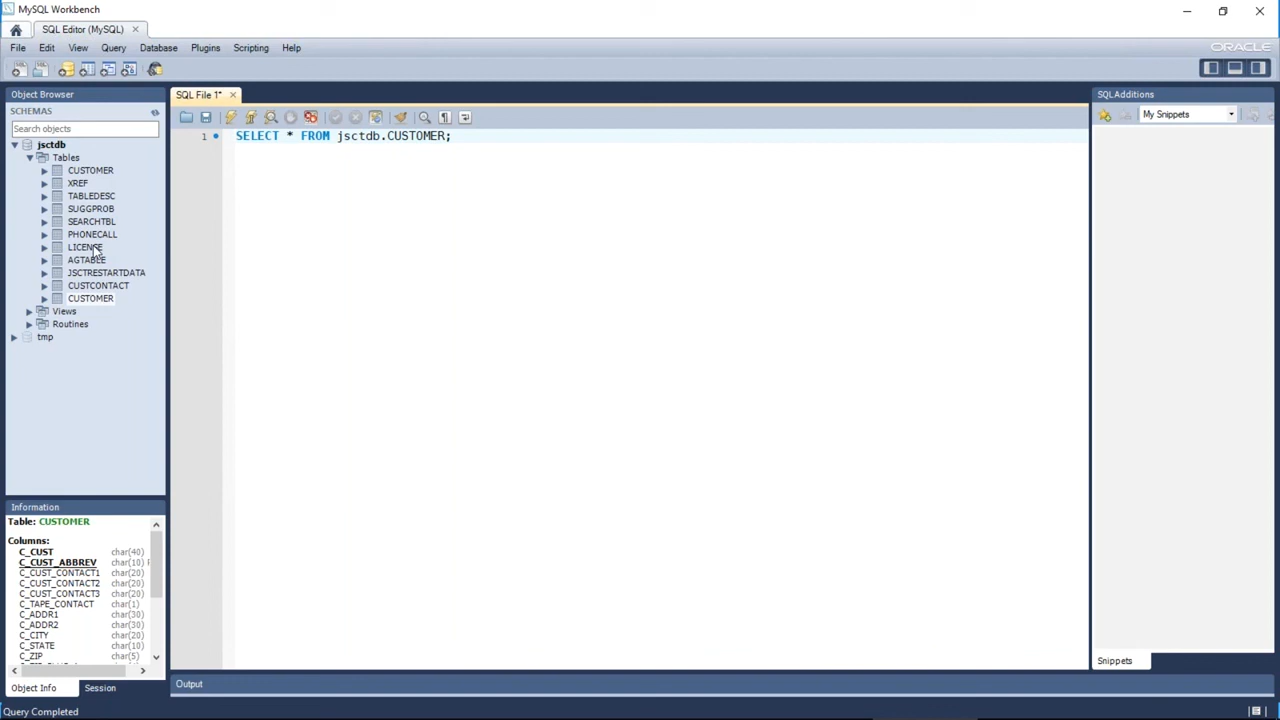 MySQL Workbench
SQL Editor (MySQL)
File Edit View Query Database Plugins Scripting Help
ORACLE
Object Browser
SCHEMAS
Search objects
jsctdb
Tables
CUSTOMER
XREF
TABLEDESC
SUGGPROB
SEARCHTBL
PHONECALL
LICENSE
AGTABLE
JSCTRESTARTDATA
CUSTCONTACT
CUSTOMER
Views
Routines
tmp
Information
Table: CUSTOMER
Columns:
C_CUST char(40)
C_CUST_ABBREV char(10) P
C_CUST_CONTACT1 char(20)
C_CUST_CONTACT2 char(20)
C_CUST_CONTACT3 char(20)
C_TAPE_CONTACT char(1)
C_ADDR1 char(30)
C_ADDR2 char(30)
C_CITY char(20)
C_STATE char(10)
C_ZIP char(5)
Object Info Session
Query Completed
SQL File 1*
1 SELECT * FROM jsctdb.CUSTOMER;
Output
SQLAdditions
My Snippets
Snippets